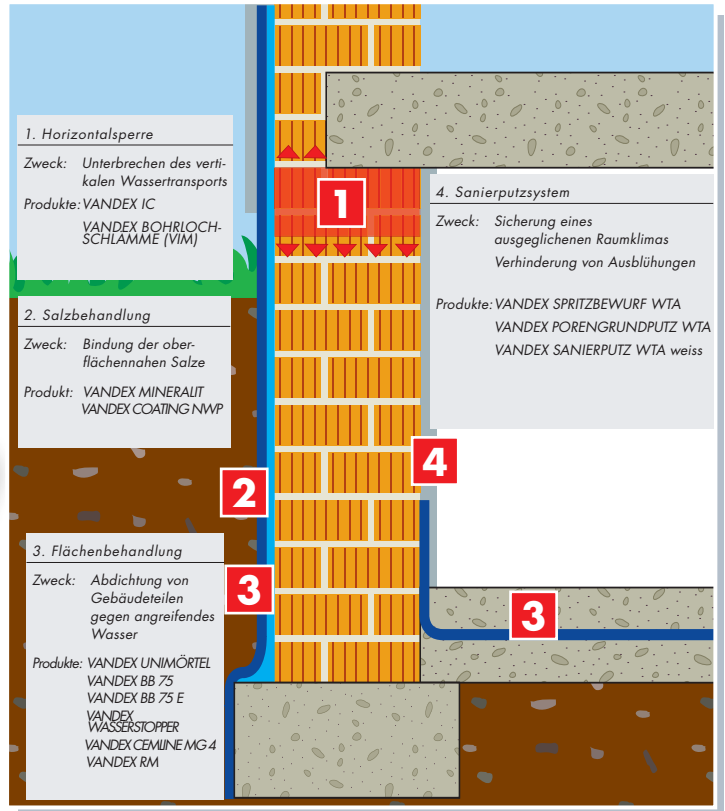 1. Horizontalsperre
Zweck: Unterbrechen des verti-
kalen Wassertransports
Produkte: VANDEX IC
VANDEX BOHRLOCH-
SCHLÄMME (VIM)
2. Salzbehandlung
Zweck: Bindung der ober-
flächennahen Salze
Produkt: VANDEX MINERALIT
VANDEX COATING NWP
3. Flächenbehandlung
Zweck: Abdichtung von
Gebäudeteilen
gegen angreifendes
Wasser
Produkte: VANDEX UNIMÖRTEL
VANDEX BB 75
VANDEX BB 75 E
VANDEX
WASSERSTOPPER
VANDEX CEMLINE MG 4
VANDEX RM
4. Sanierputzsystem
Zweck: Sicherung eines
ausgeglichenen Raumklimas
Verhinderung von Ausblühungen
Produkte: VANDEX SPRITZBEWURF WTA
VANDEX PORENGRUNDPUTZ WTA
VANDEX SANIERPUTZ WTA weiss
1
2
3
4
3